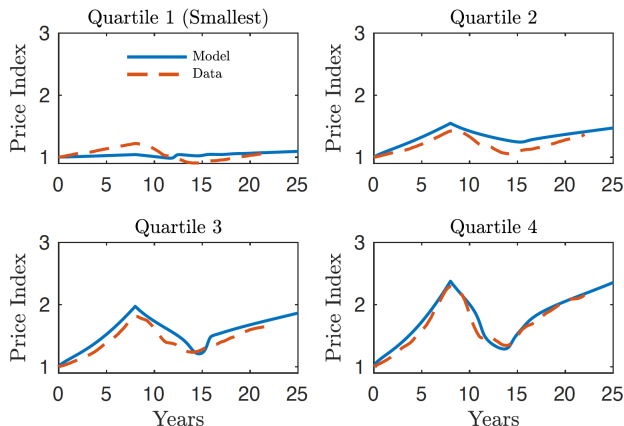 Quartile 1 (Smallest)
Price Index
3
2
1
Model
Data
0 5 10 15 20 25
Quartile 2
Price Index
3
2
1
0 5 10 15 20 25
Quartile 3
Price Index
3
2
1
0 5 10 15 20 25
Years
Quartile 4
Price Index
3
2
1
0 5 10 15 20 25
Years